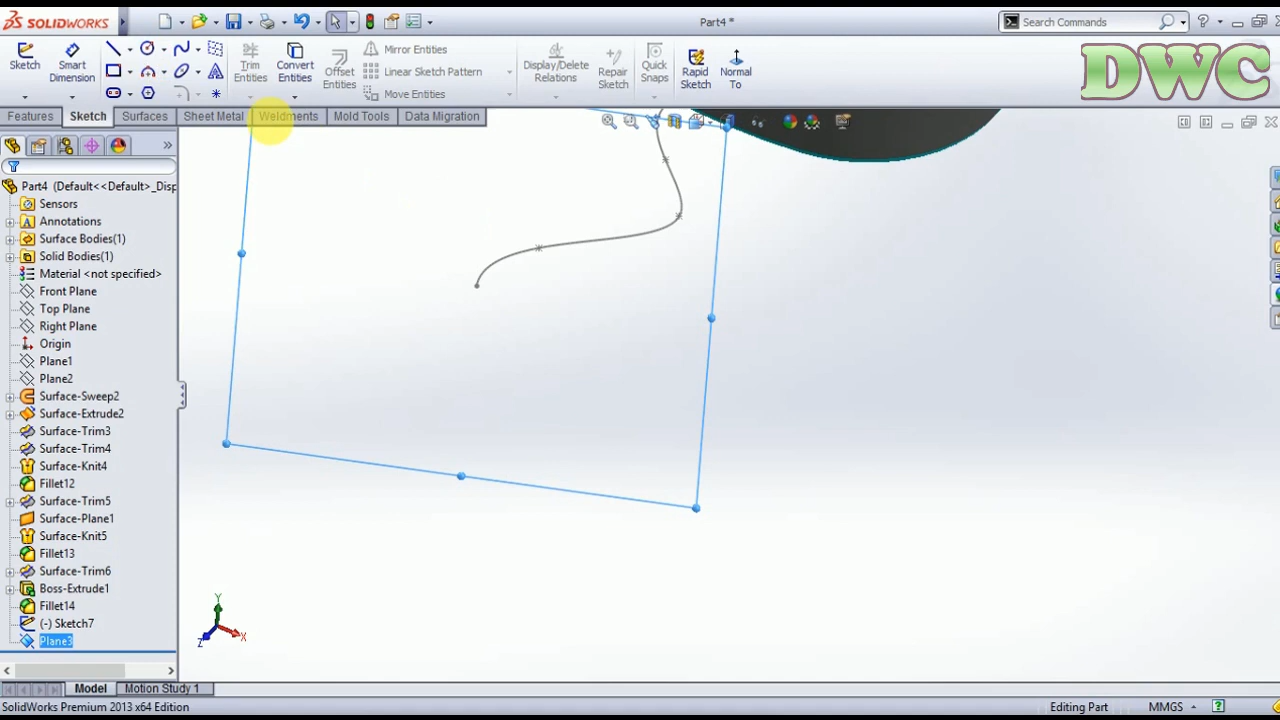 SOLIDWORKS
Part4 *
Search Commands
Sketch
Smart Dimension
Trim Entities
Convert Entities
Offset Entities
Mirror Entities
Linear Sketch Pattern
Move Entities
Display/Delete Relations
Repair Sketch
Quick Snaps
Rapid Sketch
Normal To
DWC
Features
Sketch
Surfaces
Sheet Metal
Weldments
Mold Tools
Data Migration
Part4 (Default<<Default>_Disp
Sensors
Annotations
Surface Bodies(1)
Solid Bodies(1)
Material <not specified>
Front Plane
Top Plane
Right Plane
Origin
Plane1
Plane2
Surface-Sweep2
Surface-Extrude2
Surface-Trim3
Surface-Trim4
Surface-Knit4
Fillet12
Surface-Trim5
Surface-Plane1
Surface-Knit5
Fillet13
Surface-Trim6
Boss-Extrude1
Fillet14
(-) Sketch7
Plane3
Y
X
Z
Model
Motion Study 1
SolidWorks Premium 2013 x64 Edition
Editing Part
MMGS